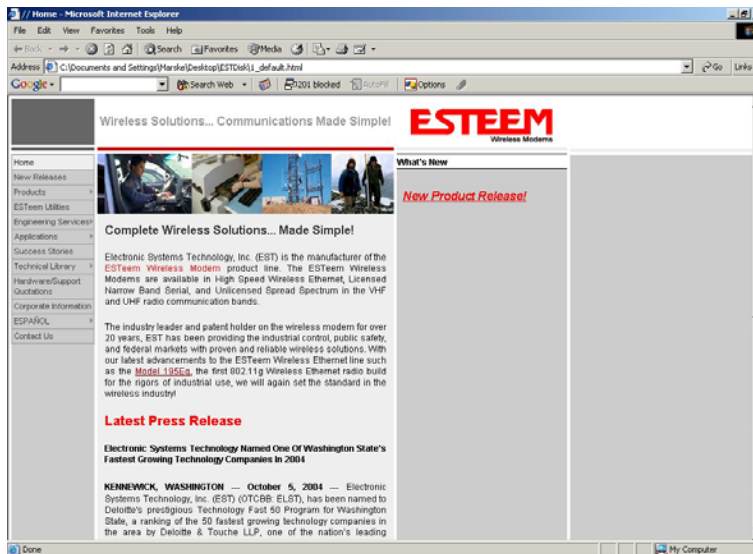 // Home - Microsoft Internet Explorer
File Edit View Favorites Tools Help
Back Search Favorites Media
Address C:\Documents and Settings\Marske\Desktop\ESTDisk\1_default.html Go Links
Google Search Web 1201 blocked AutoFill Options
Wireless Solutions... Communications Made Simple!
ESTEEM
Wireless Modems
Home
New Releases
Products
ESTeem Utilities
Engineering Services
Applications
Success Stories
Technical Library
Hardware/Support
Quotations
Corporate Information
ESPAÑOL
Contact Us
Complete Wireless Solutions... Made Simple!
Electronic Systems Technology, Inc. (EST) is the manufacturer of the
ESTeem Wireless Modem product line. The ESTeem Wireless
Modems are available in High Speed Wireless Ethernet, Licensed
Narrow Band Serial, and Unlicensed Spread Spectrum in the VHF
and UHF radio communication bands.
The industry leader and patent holder on the wireless modem for over
20 years, EST has been providing the industrial control, public safety,
and federal markets with proven and reliable wireless solutions. With
our latest advancements to the ESTeem Wireless Ethernet line such
as the Model 195Eg, the first 802.11g Wireless Ethernet radio build
for the rigors of industrial use, we will again set the standard in the
wireless industry!
Latest Press Release
Electronic Systems Technology Named One Of Washington State's
Fastest Growing Technology Companies In 2004
KENNEWICK, WASHINGTON — October 5, 2004 — Electronic
Systems Technology, Inc. (EST) (OTCBB: ELST), has been named to
Deloitte's prestigious Technology Fast 50 Program for Washington
State, a ranking of the 50 fastest growing technology companies in
the area by Deloitte & Touche LLP, one of the nation's leading
What's New
New Product Release!
Done My Computer